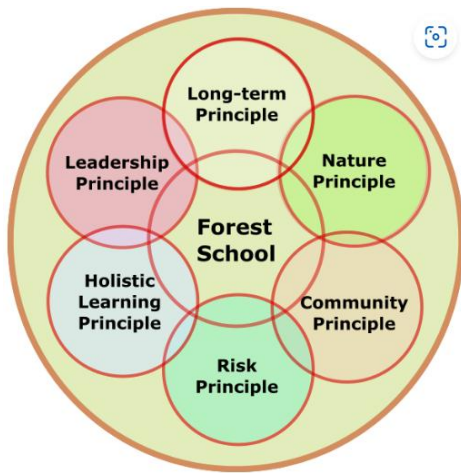 Long-term
Principle
Leadership
Principle
Nature
Principle
Forest
School
Holistic
Learning
Principle
Community
Principle
Risk
Principle